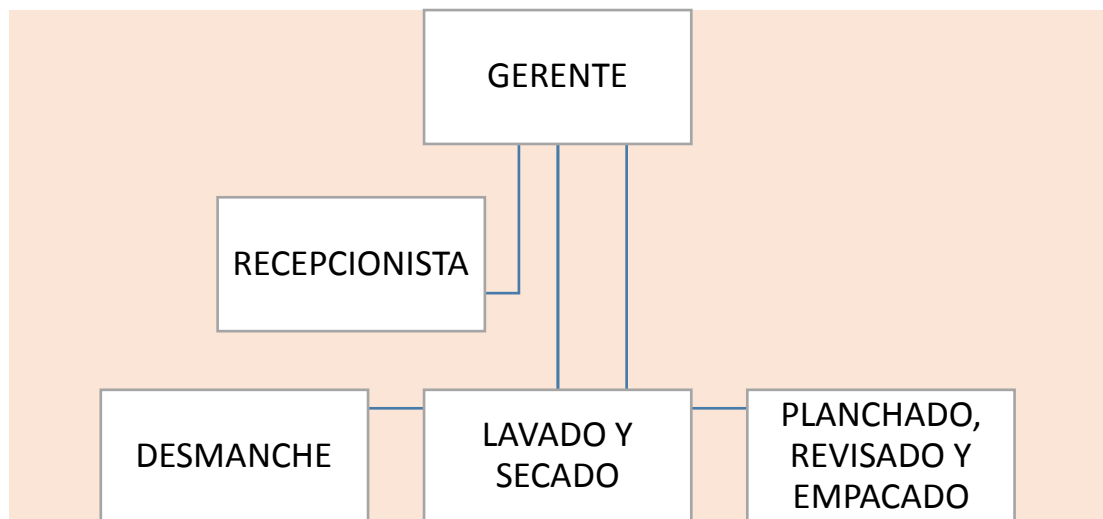 GERENTE
RECEPCIONISTA
DESMANCHE
LAVADO Y
SECADO
PLANCHADO,
REVISADO Y
EMPACADO